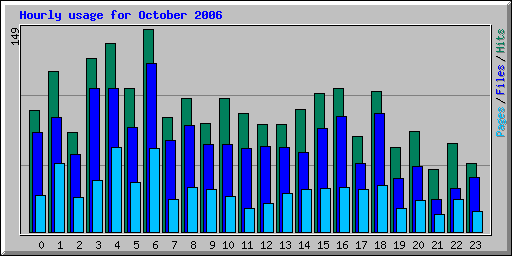 Hourly usage for October 2006
149
Pages/Files/Hits
0 1 2 3 4 5 6 7 8 9 10 11 12 13 14 15 16 17 18 19 20 21 22 23